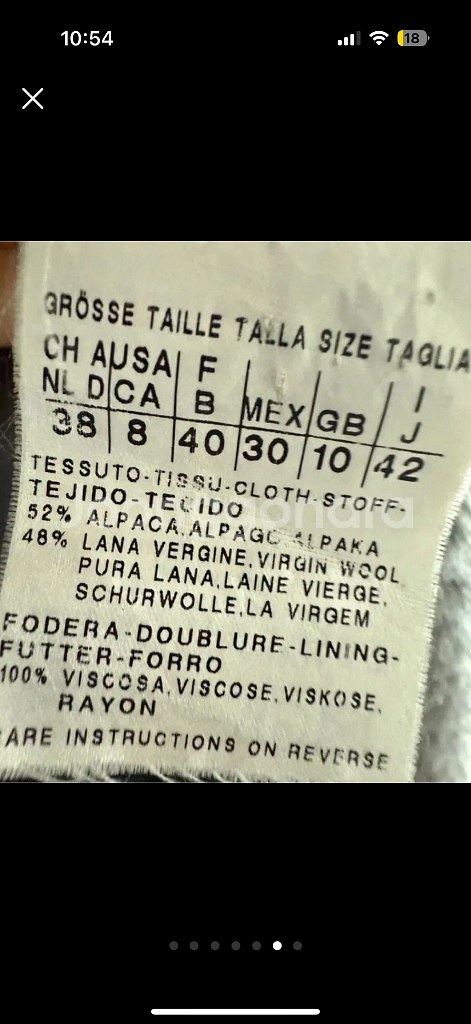 10:54
18
GRÖSSE TAILLE TALLA SIZE TAGLIA
CH A USA F I
NL D CA B MEX GB J
38 8 40 30 10 42
TESSUTO-TISSU-CLOTH-STOFF-
TEJIDO-TECIDO
52% ALPACA,ALPAGC ALPAKA
48% LANA VERGINE,VIRGIN WOOL,
PURA LANA,LAINE VIERGE,
SCHURWOLLE,LA VIRGEM
FODERA-DOUBLURE-LINING-
FUTTER-FORRO
100% VISCOSA,VISCOSE,VISKOSE,
RAYON
ARE INSTRUCTIONS ON REVERSE